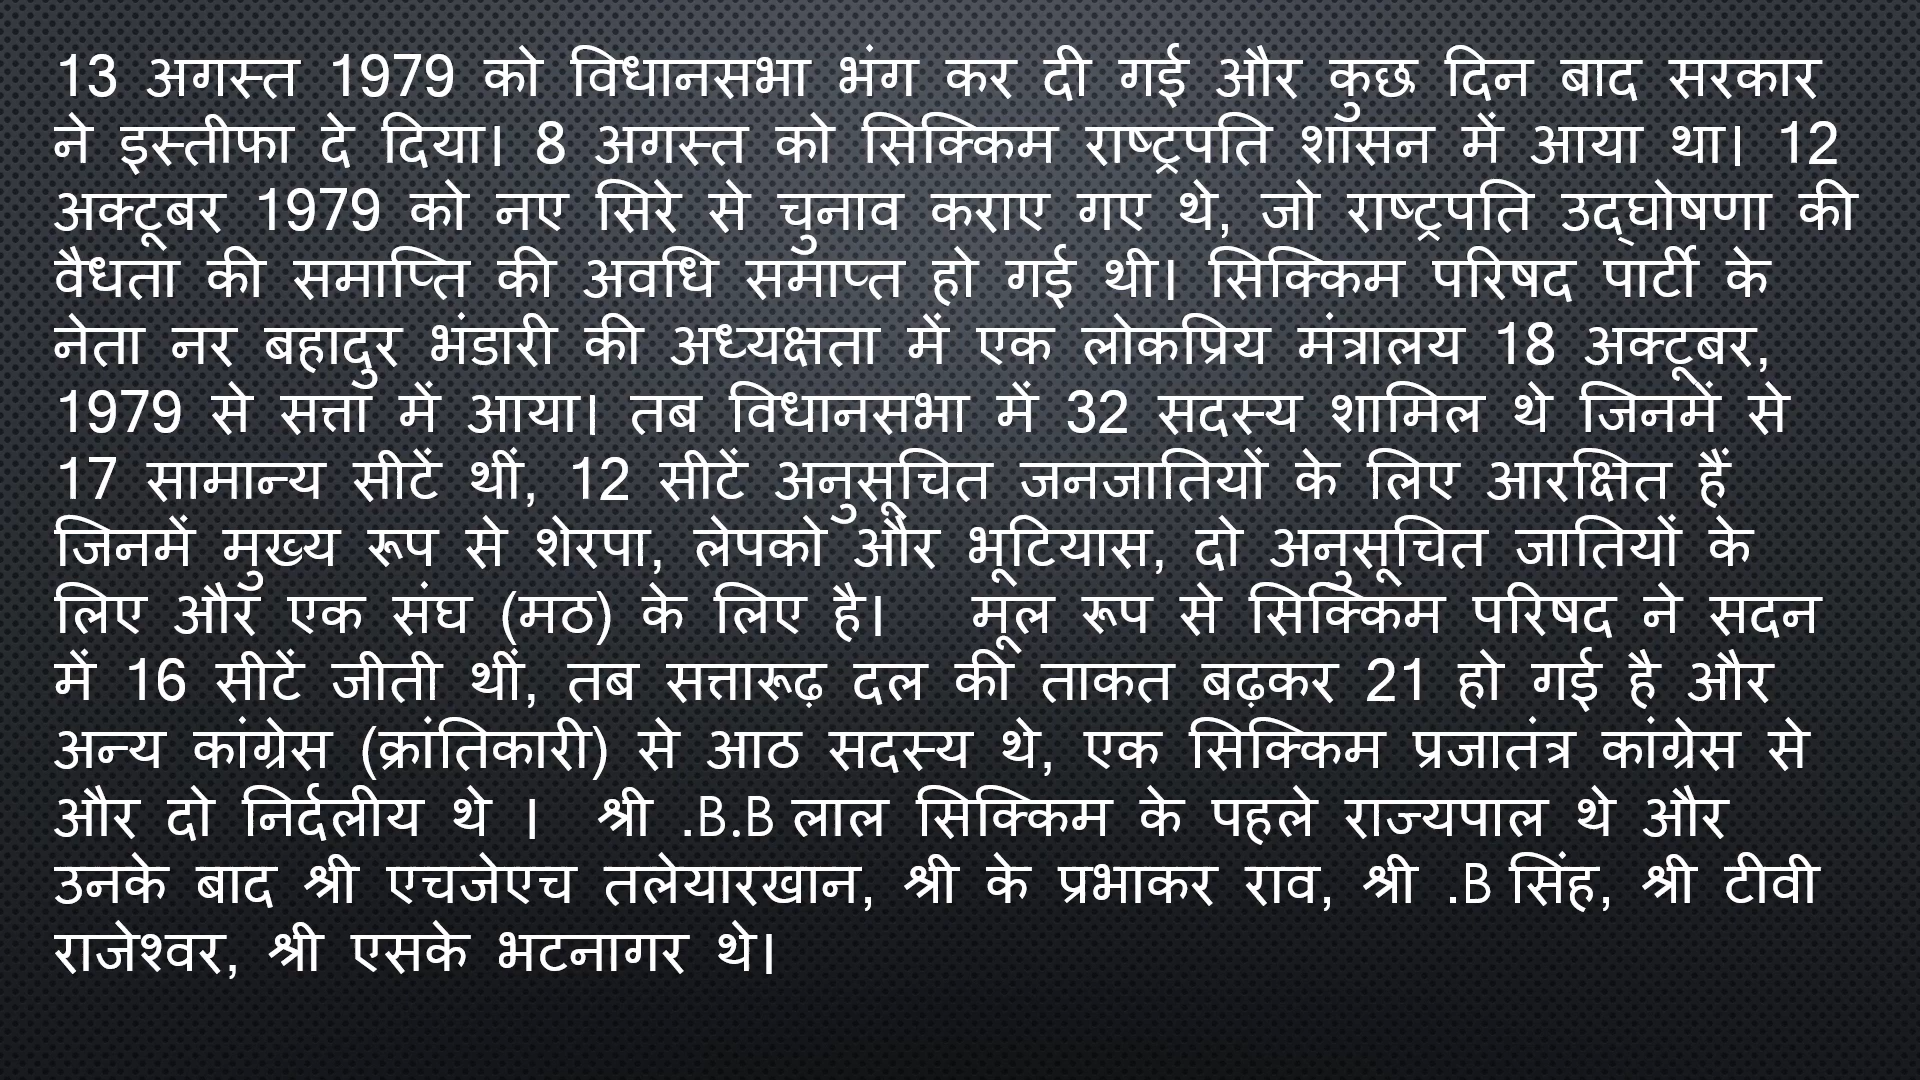 13 अगस्त 1979 को विधानसभा भंग कर दी गई और कुछ दिन बाद सरकार
ने इस्तीफा दे दिया। 8 अगस्त को सिक्किम राष्ट्रपति शासन में आया था। 12
अक्टूबर 1979 को नए सिरे से चुनाव कराए गए थे, जो राष्ट्रपति उद्घोषणा की
वैधता की समाप्ति की अवधि समाप्त हो गई थी। सिक्किम परिषद पार्टी के
नेता नर बहादुर भंडारी की अध्यक्षता में एक लोकप्रिय मंत्रालय 18 अक्टूबर,
1979 से सत्ता में आया। तब विधानसभा में 32 सदस्य शामिल थे जिनमें से
17 सामान्य सीटें थीं, 12 सीटें अनुसूचित जनजातियों के लिए आरक्षित हैं
जिनमें मुख्य रूप से शेरपा, लेपको और भूटियास, दो अनुसूचित जातियों के
लिए और एक संघ (मठ) के लिए है। मूल रूप से सिक्किम परिषद ने सदन
में 16 सीटें जीती थीं, तब सत्तारूढ़ दल की ताकत बढ़कर 21 हो गई है और
अन्य कांग्रेस (क्रांतिकारी) से आठ सदस्य थे, एक सिक्किम प्रजातंत्र कांग्रेस से
और दो निर्दलीय थे । श्री .B.B लाल सिक्किम के पहले राज्यपाल थे और
उनके बाद श्री एचजेएच तलेयारखान, श्री के प्रभाकर राव, श्री .B सिंह, श्री टीवी
राजेश्वर, श्री एसके भटनागर थे।